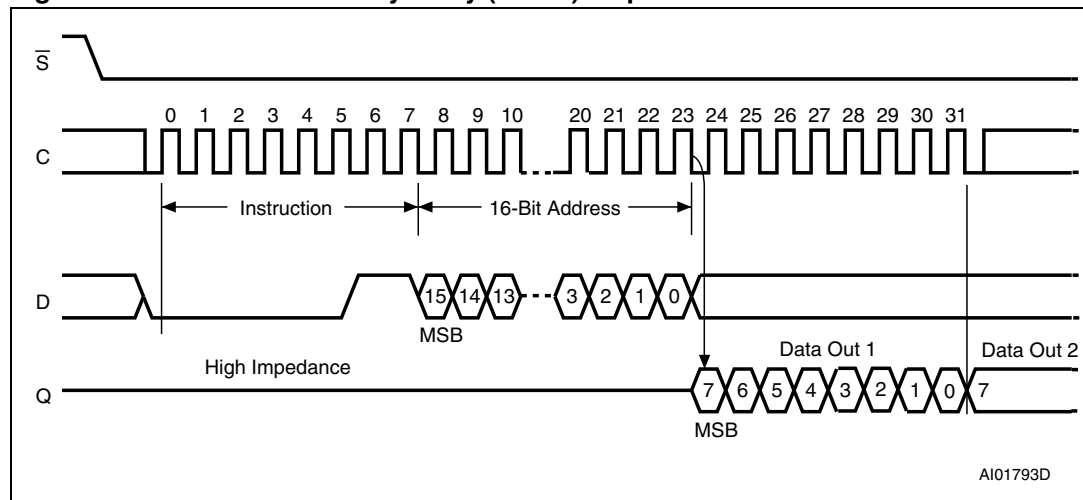 S
0 1 2 3 4 5 6 7 8 9 10 20 21 22 23 24 25 26 27 28 29 30 31
C
Instruction 16-Bit Address
D
15 14 13 3 2 1 0
MSB
High Impedance
Data Out 1 Data Out 2
Q
7 6 5 4 3 2 1 0 7
MSB
AI01793D